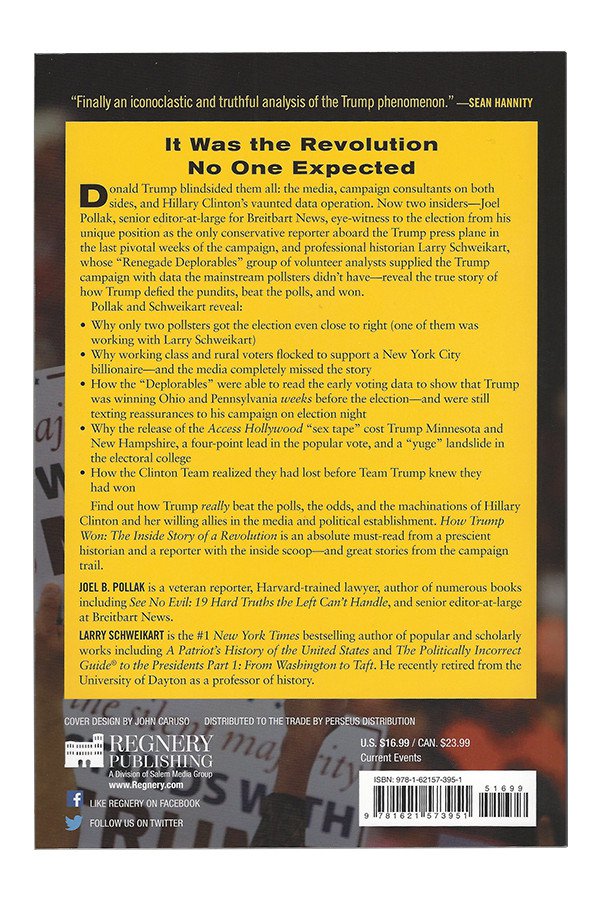 “Finally an iconoclastic and truthful analysis of the Trump phenomenon.” —SEAN HANNITY
It Was the Revolution
No One Expected
Donald Trump blindsided them all: the media, campaign consultants on both
sides, and Hillary Clinton’s vaunted data operation. Now two insiders—Joel
Pollak, senior editor-at-large for Breitbart News, eye-witness to the election from his
unique position as the only conservative reporter aboard the Trump press plane in
the last pivotal weeks of the campaign, and professional historian Larry Schweikart,
whose “Renegade Deplorables” group of volunteer analysts supplied the Trump
campaign with data the mainstream pollsters didn’t have—reveal the true story of
how Trump defied the pundits, beat the polls, and won.
Pollak and Schweikart reveal:
• Why only two pollsters got the election even close to right (one of them was
working with Larry Schweikart)
• Why working class and rural voters flocked to support a New York City
billionaire—and the media completely missed the story
• How the “Deplorables” were able to read the early voting data to show that Trump
was winning Ohio and Pennsylvania weeks before the election—and were still
texting reassurances to his campaign on election night
• Why the release of the Access Hollywood “sex tape” cost Trump Minnesota and
New Hampshire, a four-point lead in the popular vote, and a “yuge” landslide in
the electoral college
• How the Clinton Team realized they had lost before Team Trump knew they
had won
Find out how Trump really beat the polls, the odds, and the machinations of Hillary
Clinton and her willing allies in the media and political establishment. How Trump
Won: The Inside Story of a Revolution is an absolute must-read from a prescient
historian and a reporter with the inside scoop—and great stories from the campaign
trail.
JOEL B. POLLAK is a veteran reporter, Harvard-trained lawyer, author of numerous books
including See No Evil: 19 Hard Truths the Left Can’t Handle, and senior editor-at-large
at Breitbart News.
LARRY SCHWEIKART is the #1 New York Times bestselling author of popular and scholarly
works including A Patriot’s History of the United States and The Politically Incorrect
Guide® to the Presidents Part 1: From Washington to Taft. He recently retired from the
University of Dayton as a professor of history.
COVER DESIGN BY JOHN CARUSO DISTRIBUTED TO THE TRADE BY PERSEUS DISTRIBUTION
REGNERY
PUBLISHING
A Division of Salem Media Group
www.Regnery.com
LIKE REGNERY ON FACEBOOK
FOLLOW US ON TWITTER
U.S. $16.99 / CAN. $23.99
Current Events
ISBN: 978-1-62157-395-1
51699
9 781621 573951
the silent majority
WITH